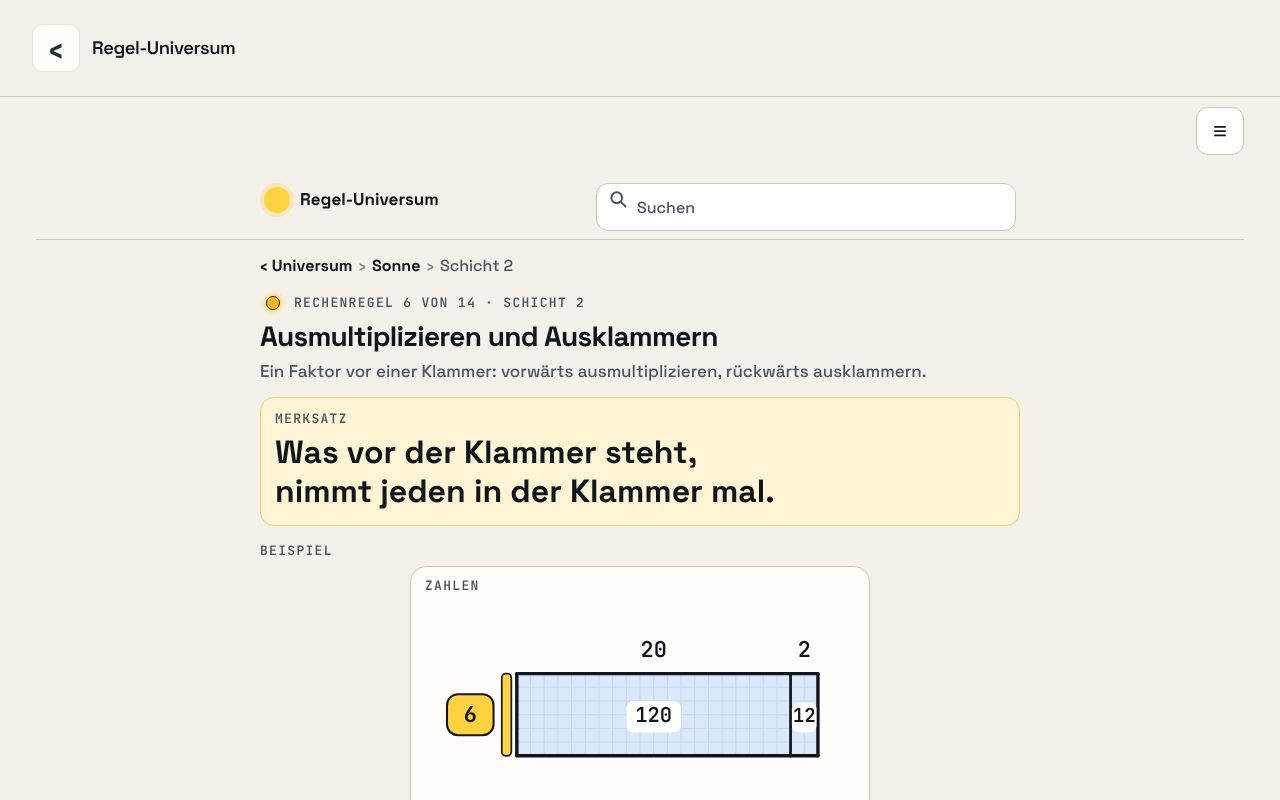 < Regel-Universum
≡
Regel-Universum
Suchen
< Universum > Sonne > Schicht 2
RECHENREGEL 6 VON 14 · SCHICHT 2
Ausmultiplizieren und Ausklammern
Ein Faktor vor einer Klammer: vorwärts ausmultiplizieren, rückwärts ausklammern.
MERKSATZ
Was vor der Klammer steht,
nimmt jeden in der Klammer mal.
BEISPIEL
ZAHLEN
20 2
6 120 12